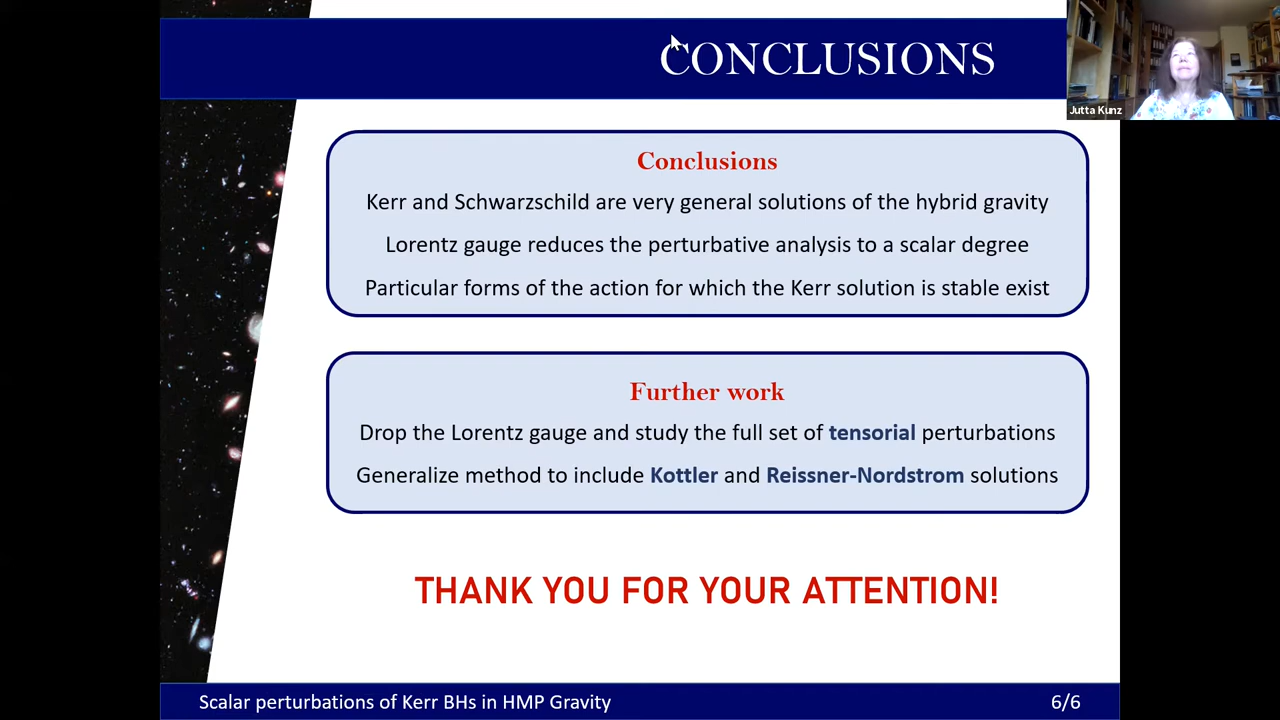 CONCLUSIONS
Jutta Kunz
Conclusions
Kerr and Schwarzschild are very general solutions of the hybrid gravity
Lorentz gauge reduces the perturbative analysis to a scalar degree
Particular forms of the action for which the Kerr solution is stable exist
Further work
Drop the Lorentz gauge and study the full set of tensorial perturbations
Generalize method to include Kottler and Reissner-Nordstrom solutions
THANK YOU FOR YOUR ATTENTION!
Scalar perturbations of Kerr BHs in HMP Gravity
6/6